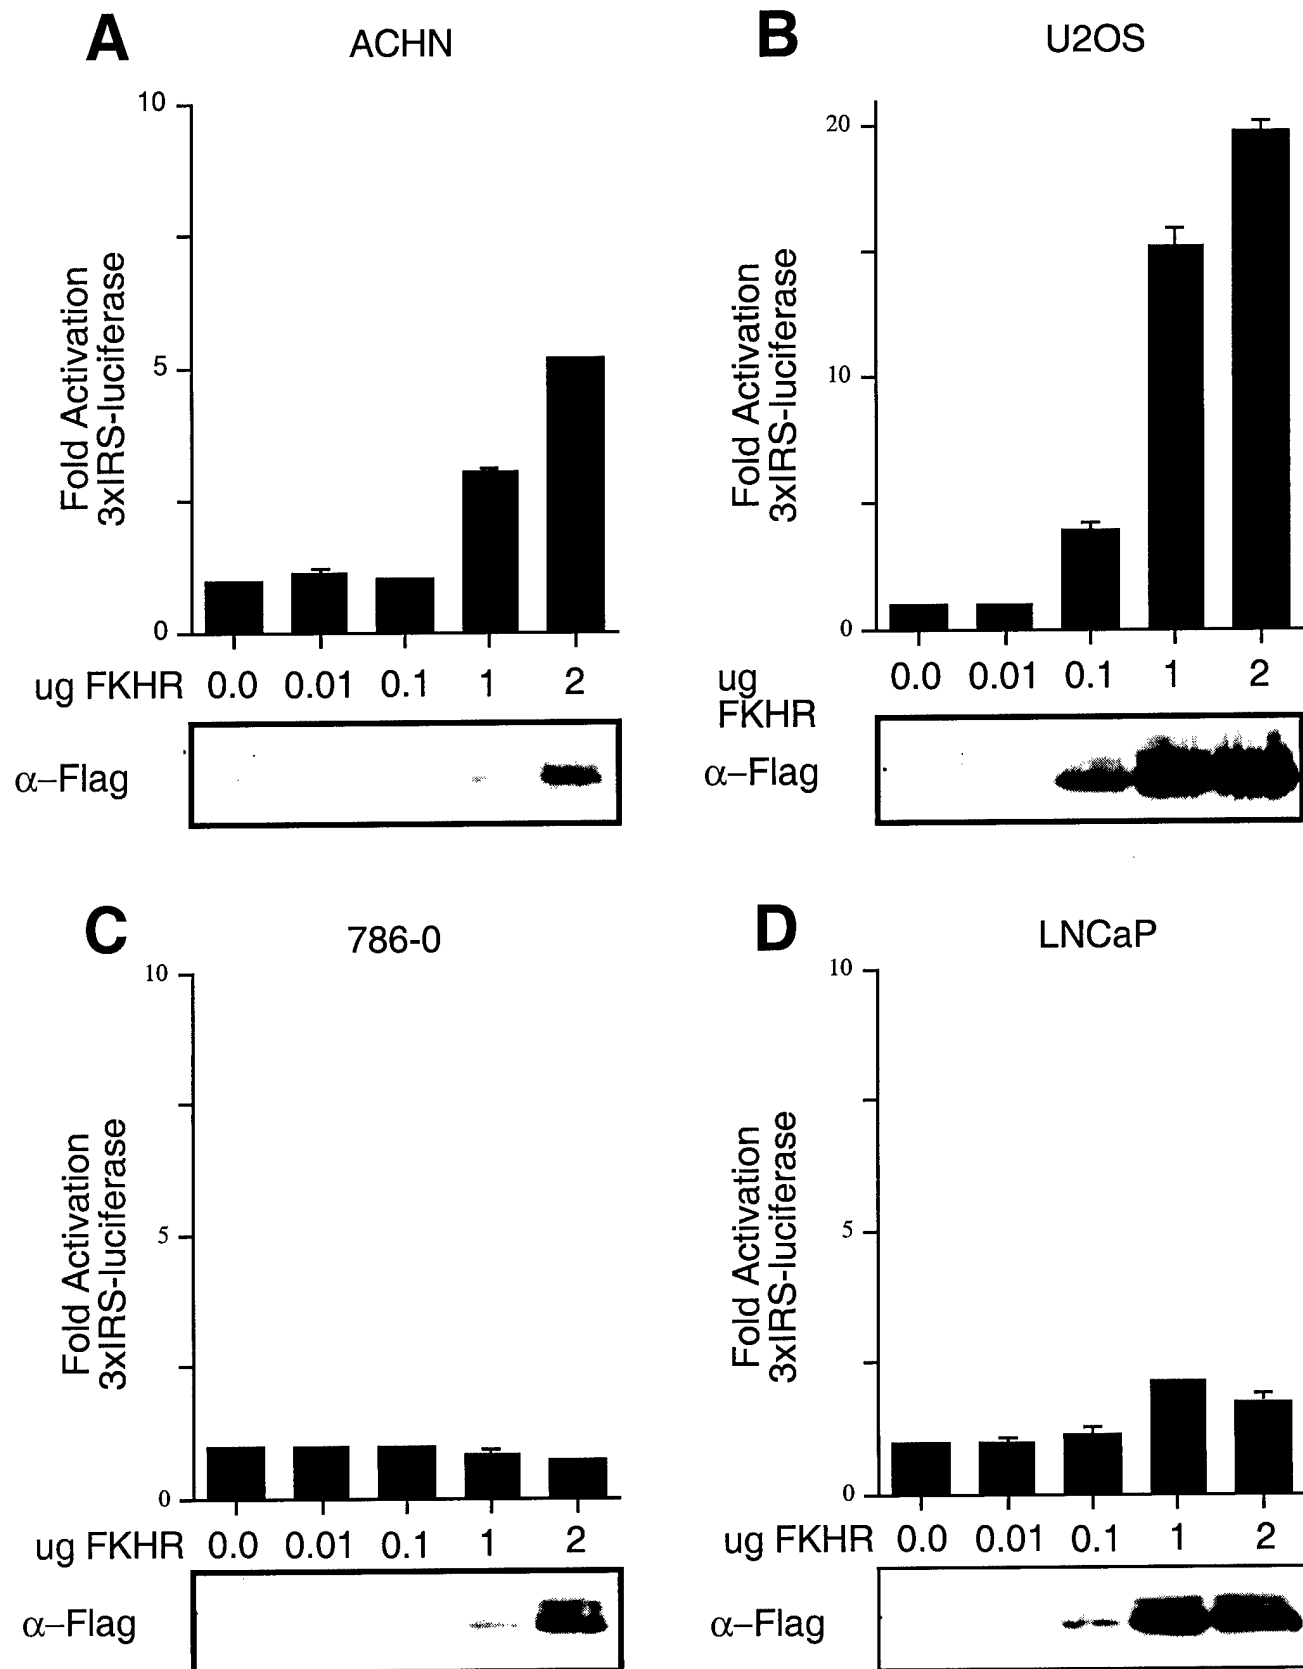 A
ACHN
10
5
0
Fold Activation
3xIRS-luciferase
ug FKHR 0.0 0.01 0.1 1 2
α–Flag
B
U2OS
20
10
0
Fold Activation
3xIRS-luciferase
ug
FKHR
0.0 0.01 0.1 1 2
α–Flag
C
786-0
10
5
0
Fold Activation
3xIRS-luciferase
ug FKHR 0.0 0.01 0.1 1 2
α–Flag
D
LNCaP
10
5
0
Fold Activation
3xIRS-luciferase
ug FKHR 0.0 0.01 0.1 1 2
α–Flag